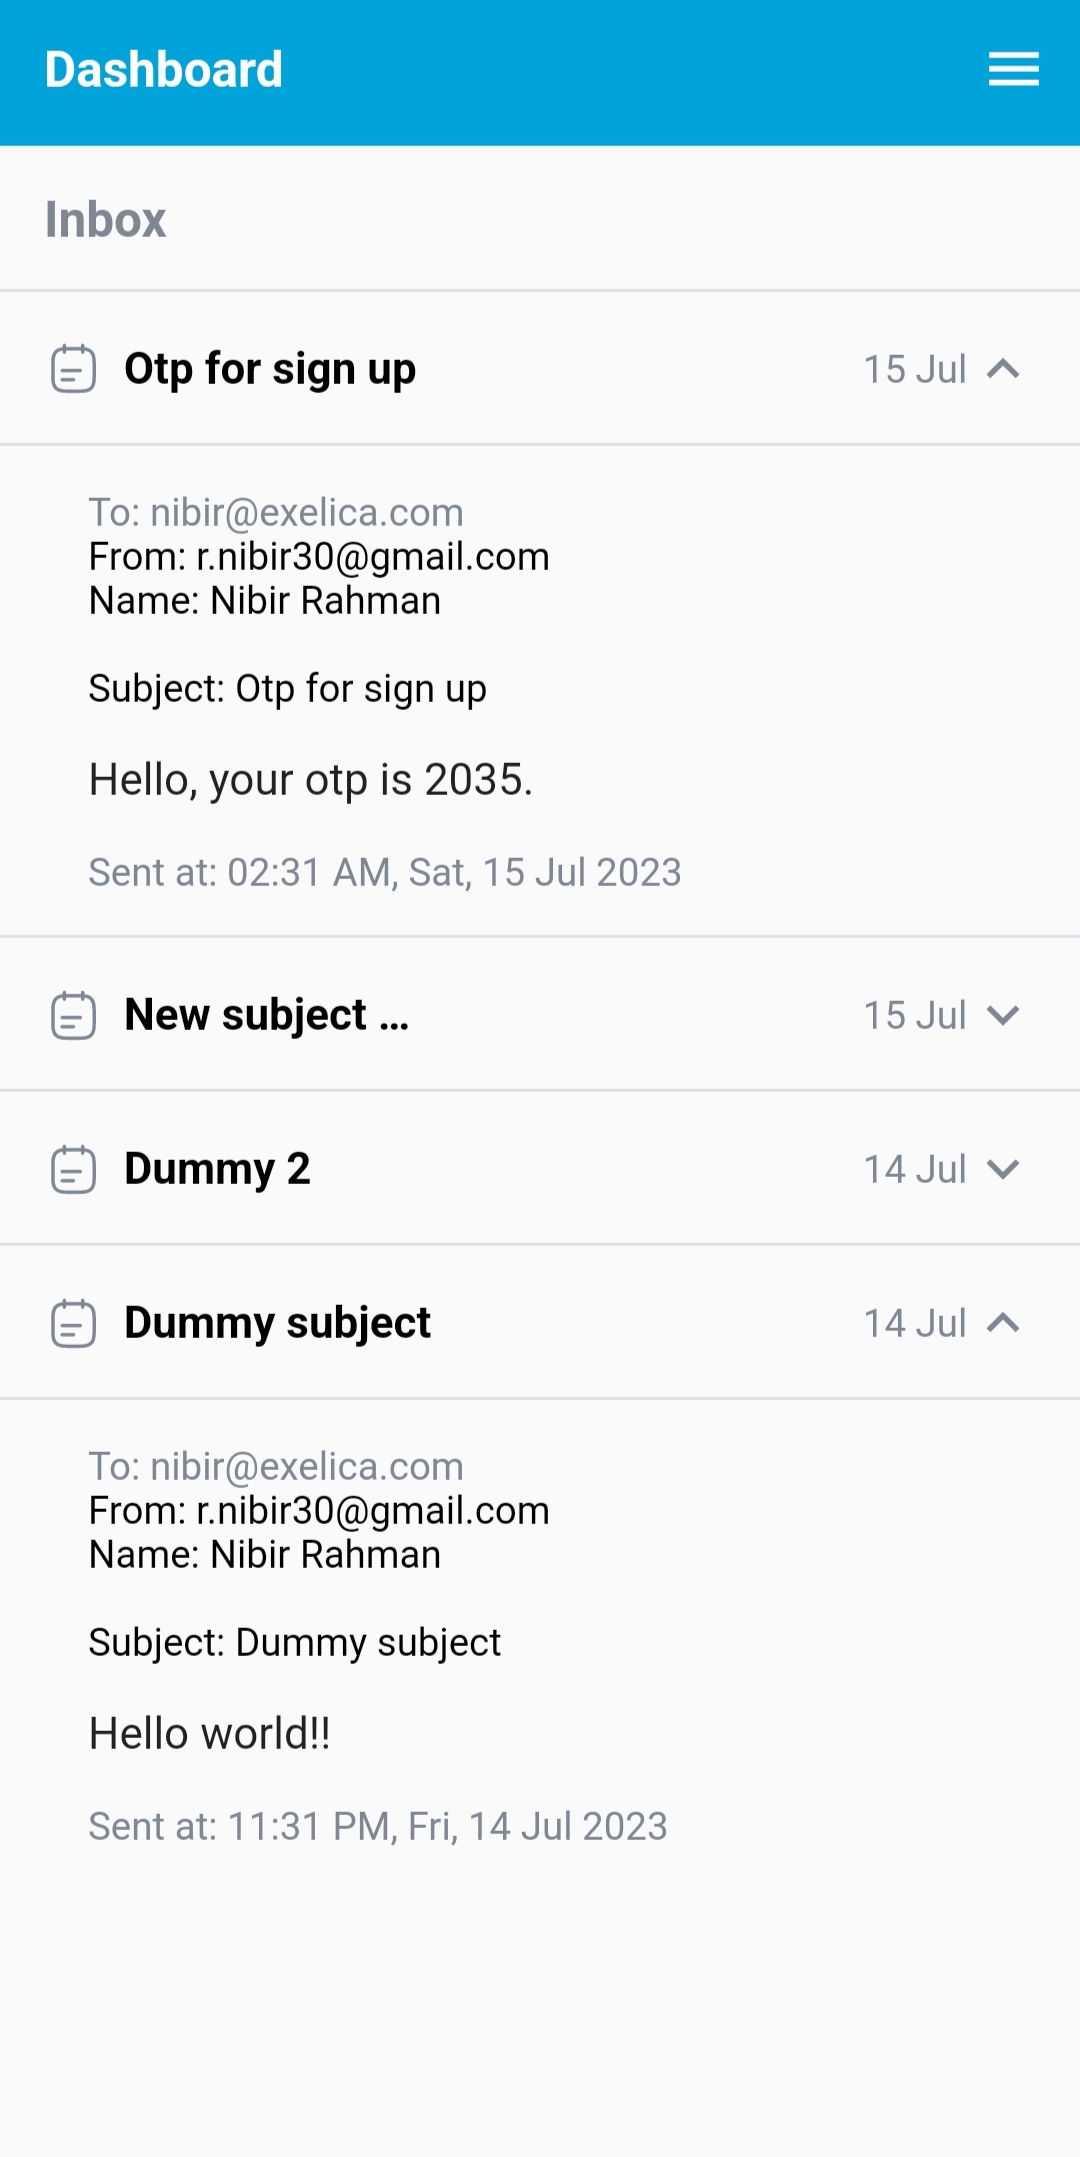 Dashboard
Inbox
Otp for sign up 15 Jul
To: nibir@exelica.com
From: r.nibir30@gmail.com
Name: Nibir Rahman
Subject: Otp for sign up
Hello, your otp is 2035.
Sent at: 02:31 AM, Sat, 15 Jul 2023
New subject ... 15 Jul
Dummy 2 14 Jul
Dummy subject 14 Jul
To: nibir@exelica.com
From: r.nibir30@gmail.com
Name: Nibir Rahman
Subject: Dummy subject
Hello world!!
Sent at: 11:31 PM, Fri, 14 Jul 2023